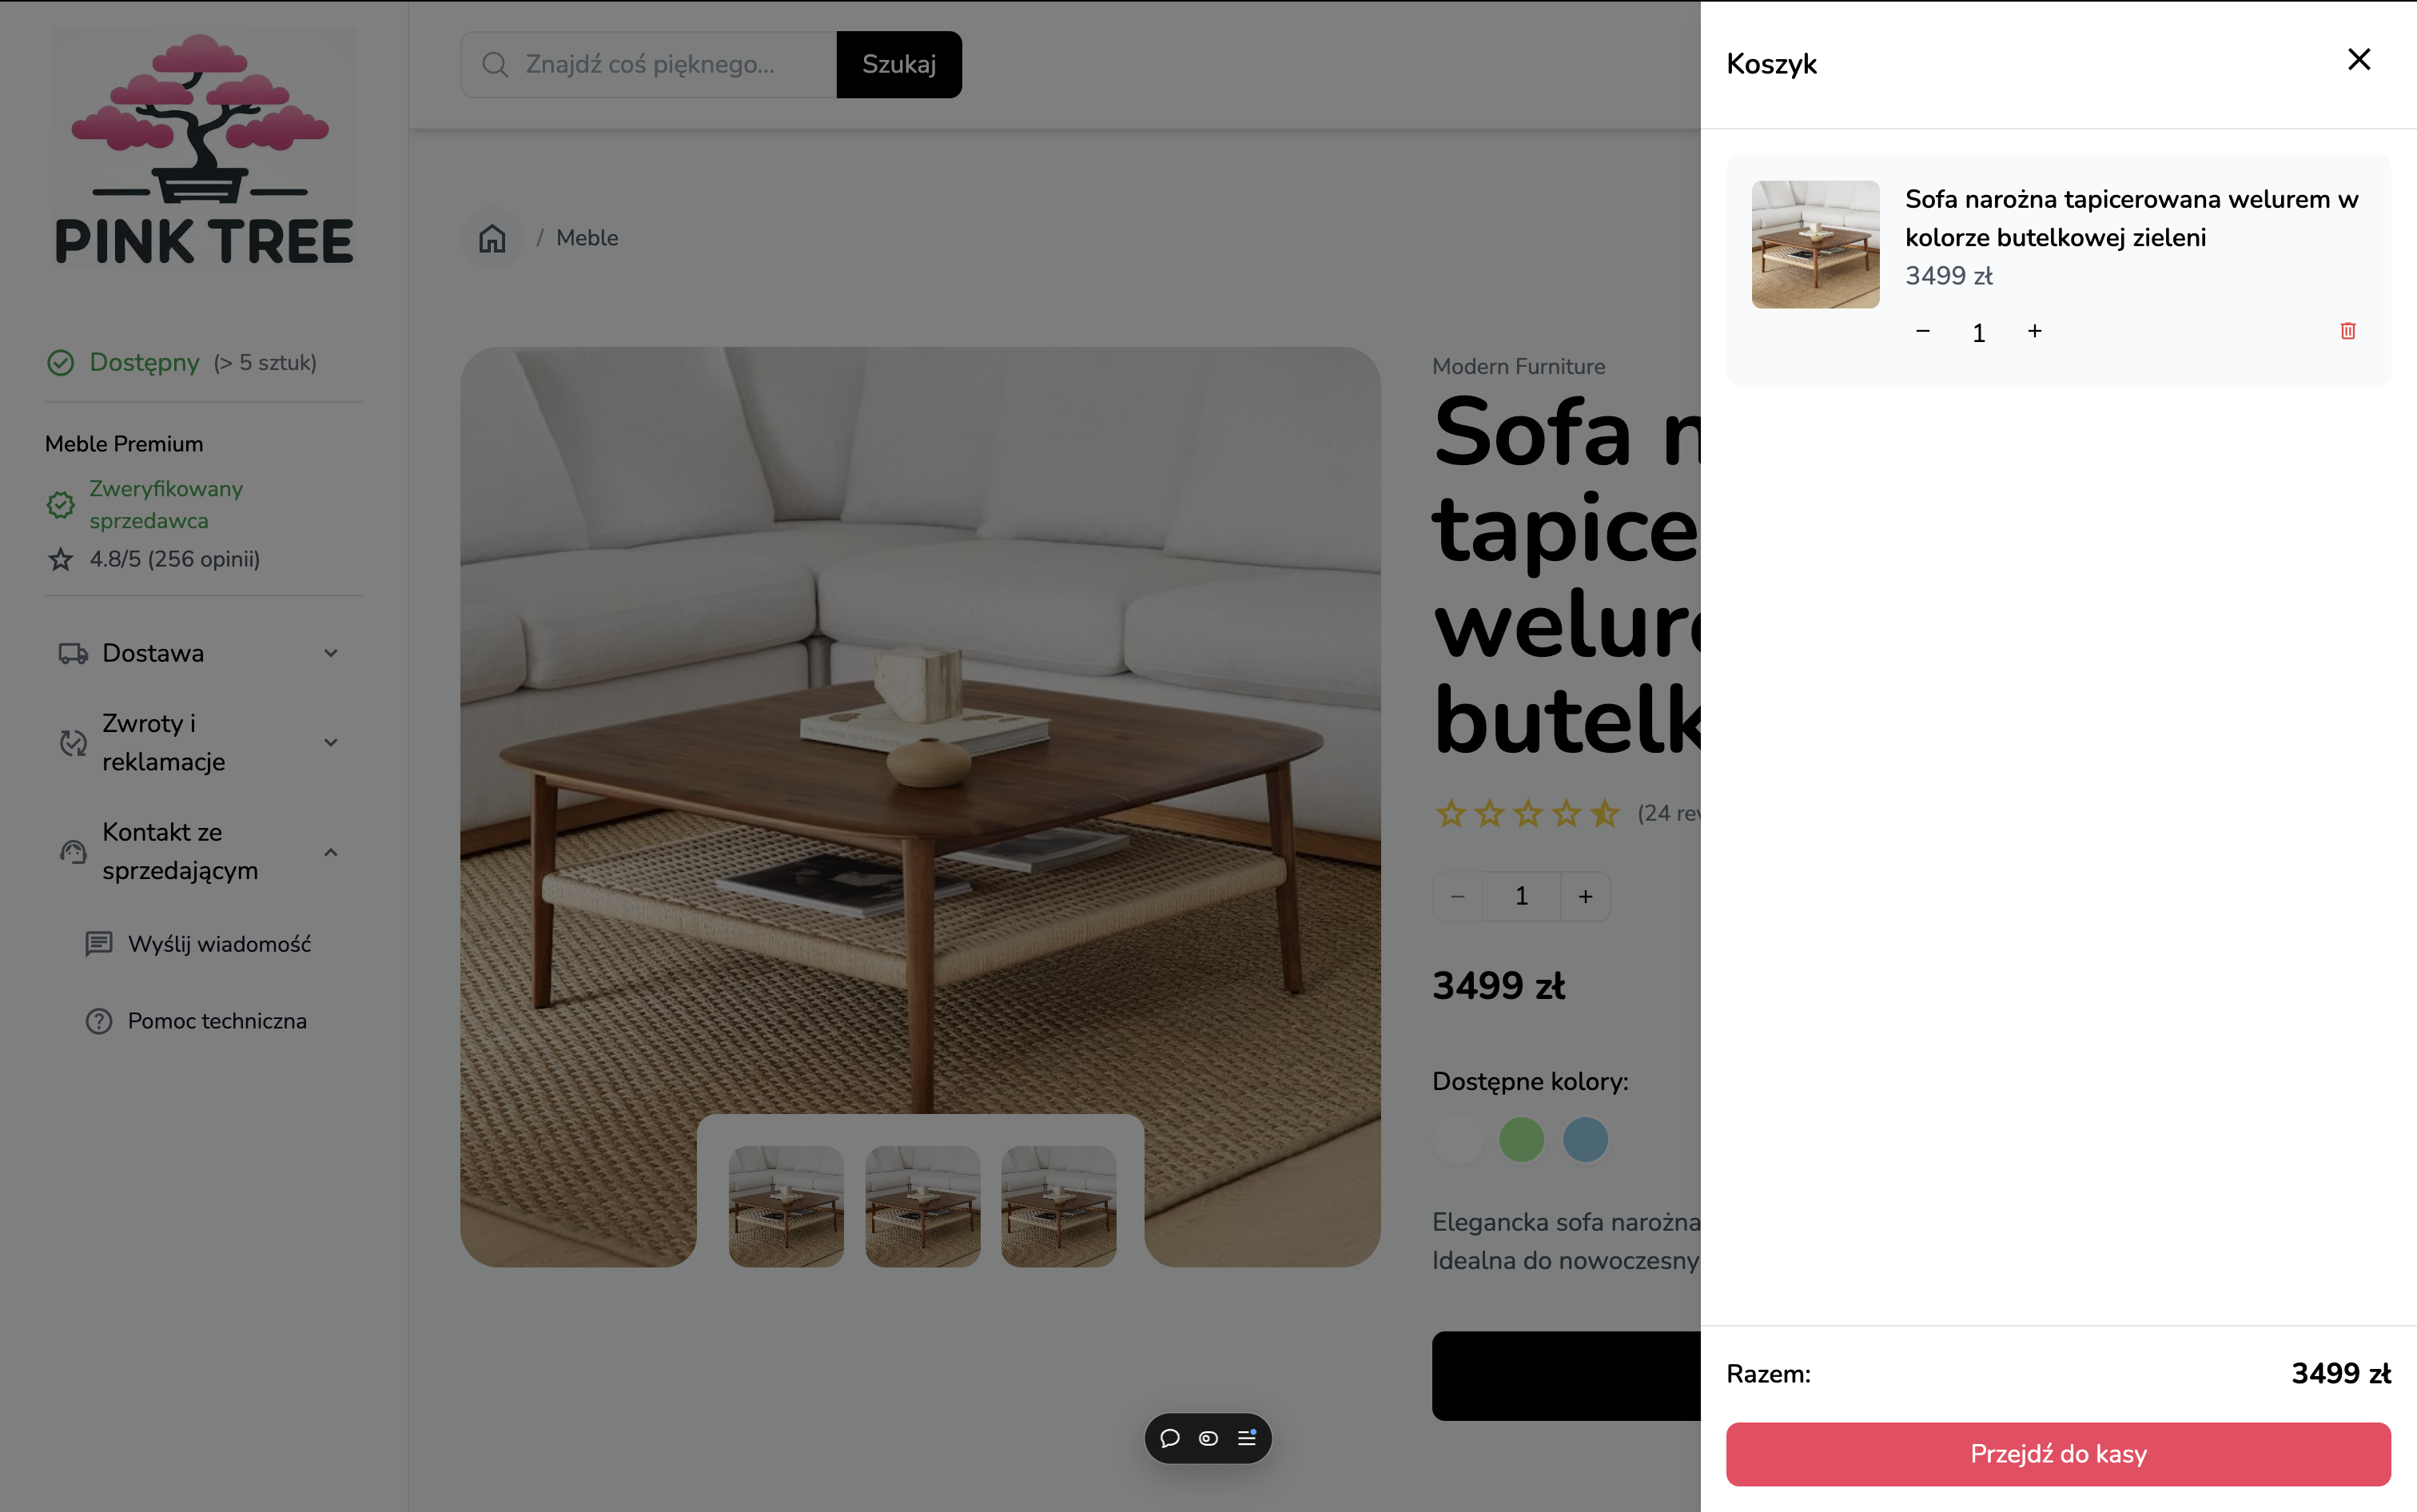 PINK TREE
Dostępny (> 5 sztuk)
Meble Premium
Zweryfikowany
sprzedawca
4.8/5 (256 opinii)
Dostawa
Zwroty i
reklamacje
Kontakt ze
sprzedającym
Wyślij wiadomość
Pomoc techniczna
Znajdź coś pięknego...
Szukaj
/ Meble
Modern Furniture
Sofa
tapice
welur
butelk
(24 rev
− 1 +
3499 zł
Dostępne kolory:
Elegancka sofa narożna
Idealna do nowoczesny
Koszyk
Sofa narożna tapicerowana welurem w
kolorze butelkowej zieleni
3499 zł
− 1 +
Razem:
3499 zł
Przejdź do kasy